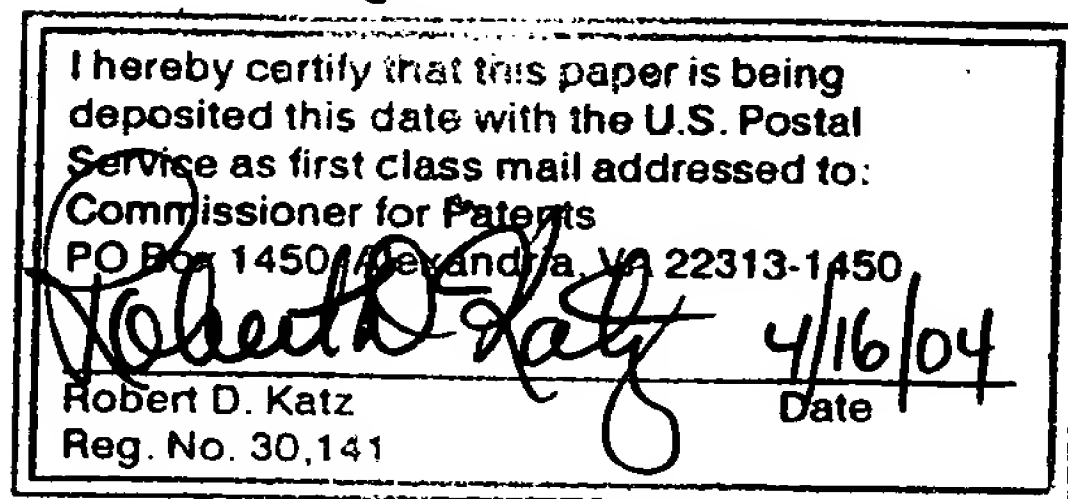 I hereby certify that this paper is being
deposited this date with the U.S. Postal
Service as first class mail addressed to:
Commissioner for Patents
PO Box 1450, Alexandria, VA 22313-1450
Robert D Katz 4/16/04
Robert D. Katz Date
Reg. No. 30,141